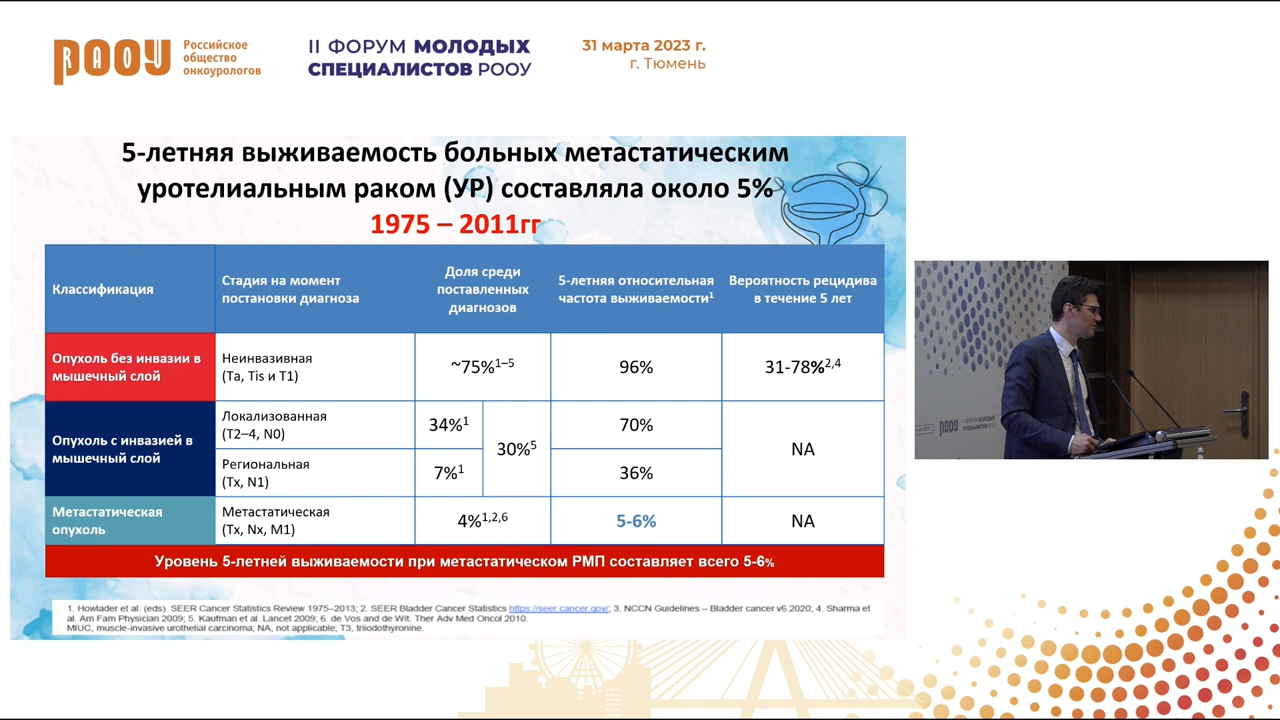 РООУ
RAOU
Российское
общество
онкоурологов
II ФОРУМ МОЛОДЫХ
СПЕЦИАЛИСТОВ РООУ
31 марта 2023 г.
г. Тюмень
5-летняя выживаемость больных метастатическим
уротелиальным раком (УР) составляла около 5%
1975 – 2011гг
Классификация
Стадия на момент
постановки диагноза
Доля среди
поставленных
диагнозов
5-летняя относительная
частота выживаемости1
Вероятность рецидива
в течение 5 лет
Опухоль без инвазии в
мышечный слой
Неинвазивная
(Ta, Tis и T1)
~75%1–5
96%
31-78%2,4
Опухоль с инвазией в
мышечный слой
Локализованная
(T2–4, N0)
34%1
30%5
70%
NA
Региональная
(Tx, N1)
7%1
36%
Метастатическая
опухоль
Метастатическая
(Tx, Nx, M1)
4%1,2,6
5-6%
NA
Уровень 5-летней выживаемости при метастатическом РМП составляет всего 5-6%
1. Howlader et al. (eds). SEER Cancer Statistics Review 1975–2013; 2. SEER Bladder Cancer Statistics https://seer.cancer.gov/; 3. NCCN Guidelines – Bladder cancer v6.2020; 4. Sharma et
al. Am Fam Physician 2009; 5. Kaufman et al. Lancet 2009; 6. de Vos and de Wit. Ther Adv Med Oncol 2010.
MIUC, muscle-invasive urothelial carcinoma; NA, not applicable; T3, triiodothyronine.
РООУ